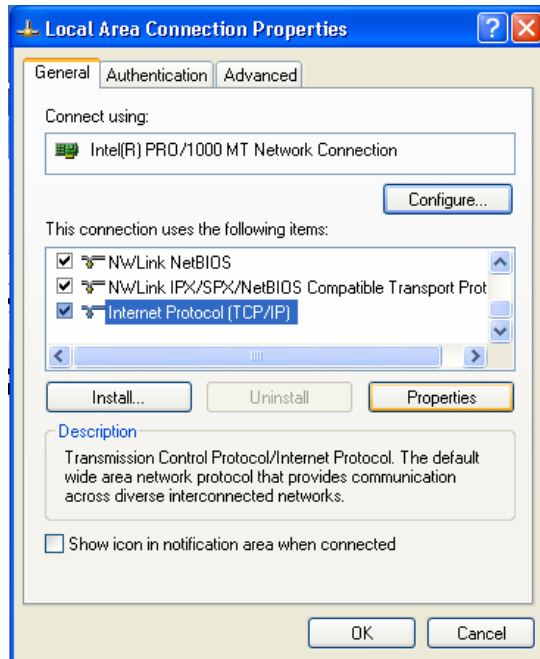 Local Area Connection Properties
General Authentication Advanced
Connect using:
Intel(R) PRO/1000 MT Network Connection
Configure...
This connection uses the following items:
NWLink NetBIOS
NWLink IPX/SPX/NetBIOS Compatible Transport Prot
Internet Protocol (TCP/IP)
Install... Uninstall Properties
Description
Transmission Control Protocol/Internet Protocol. The default
wide area network protocol that provides communication
across diverse interconnected networks.
Show icon in notification area when connected
OK Cancel